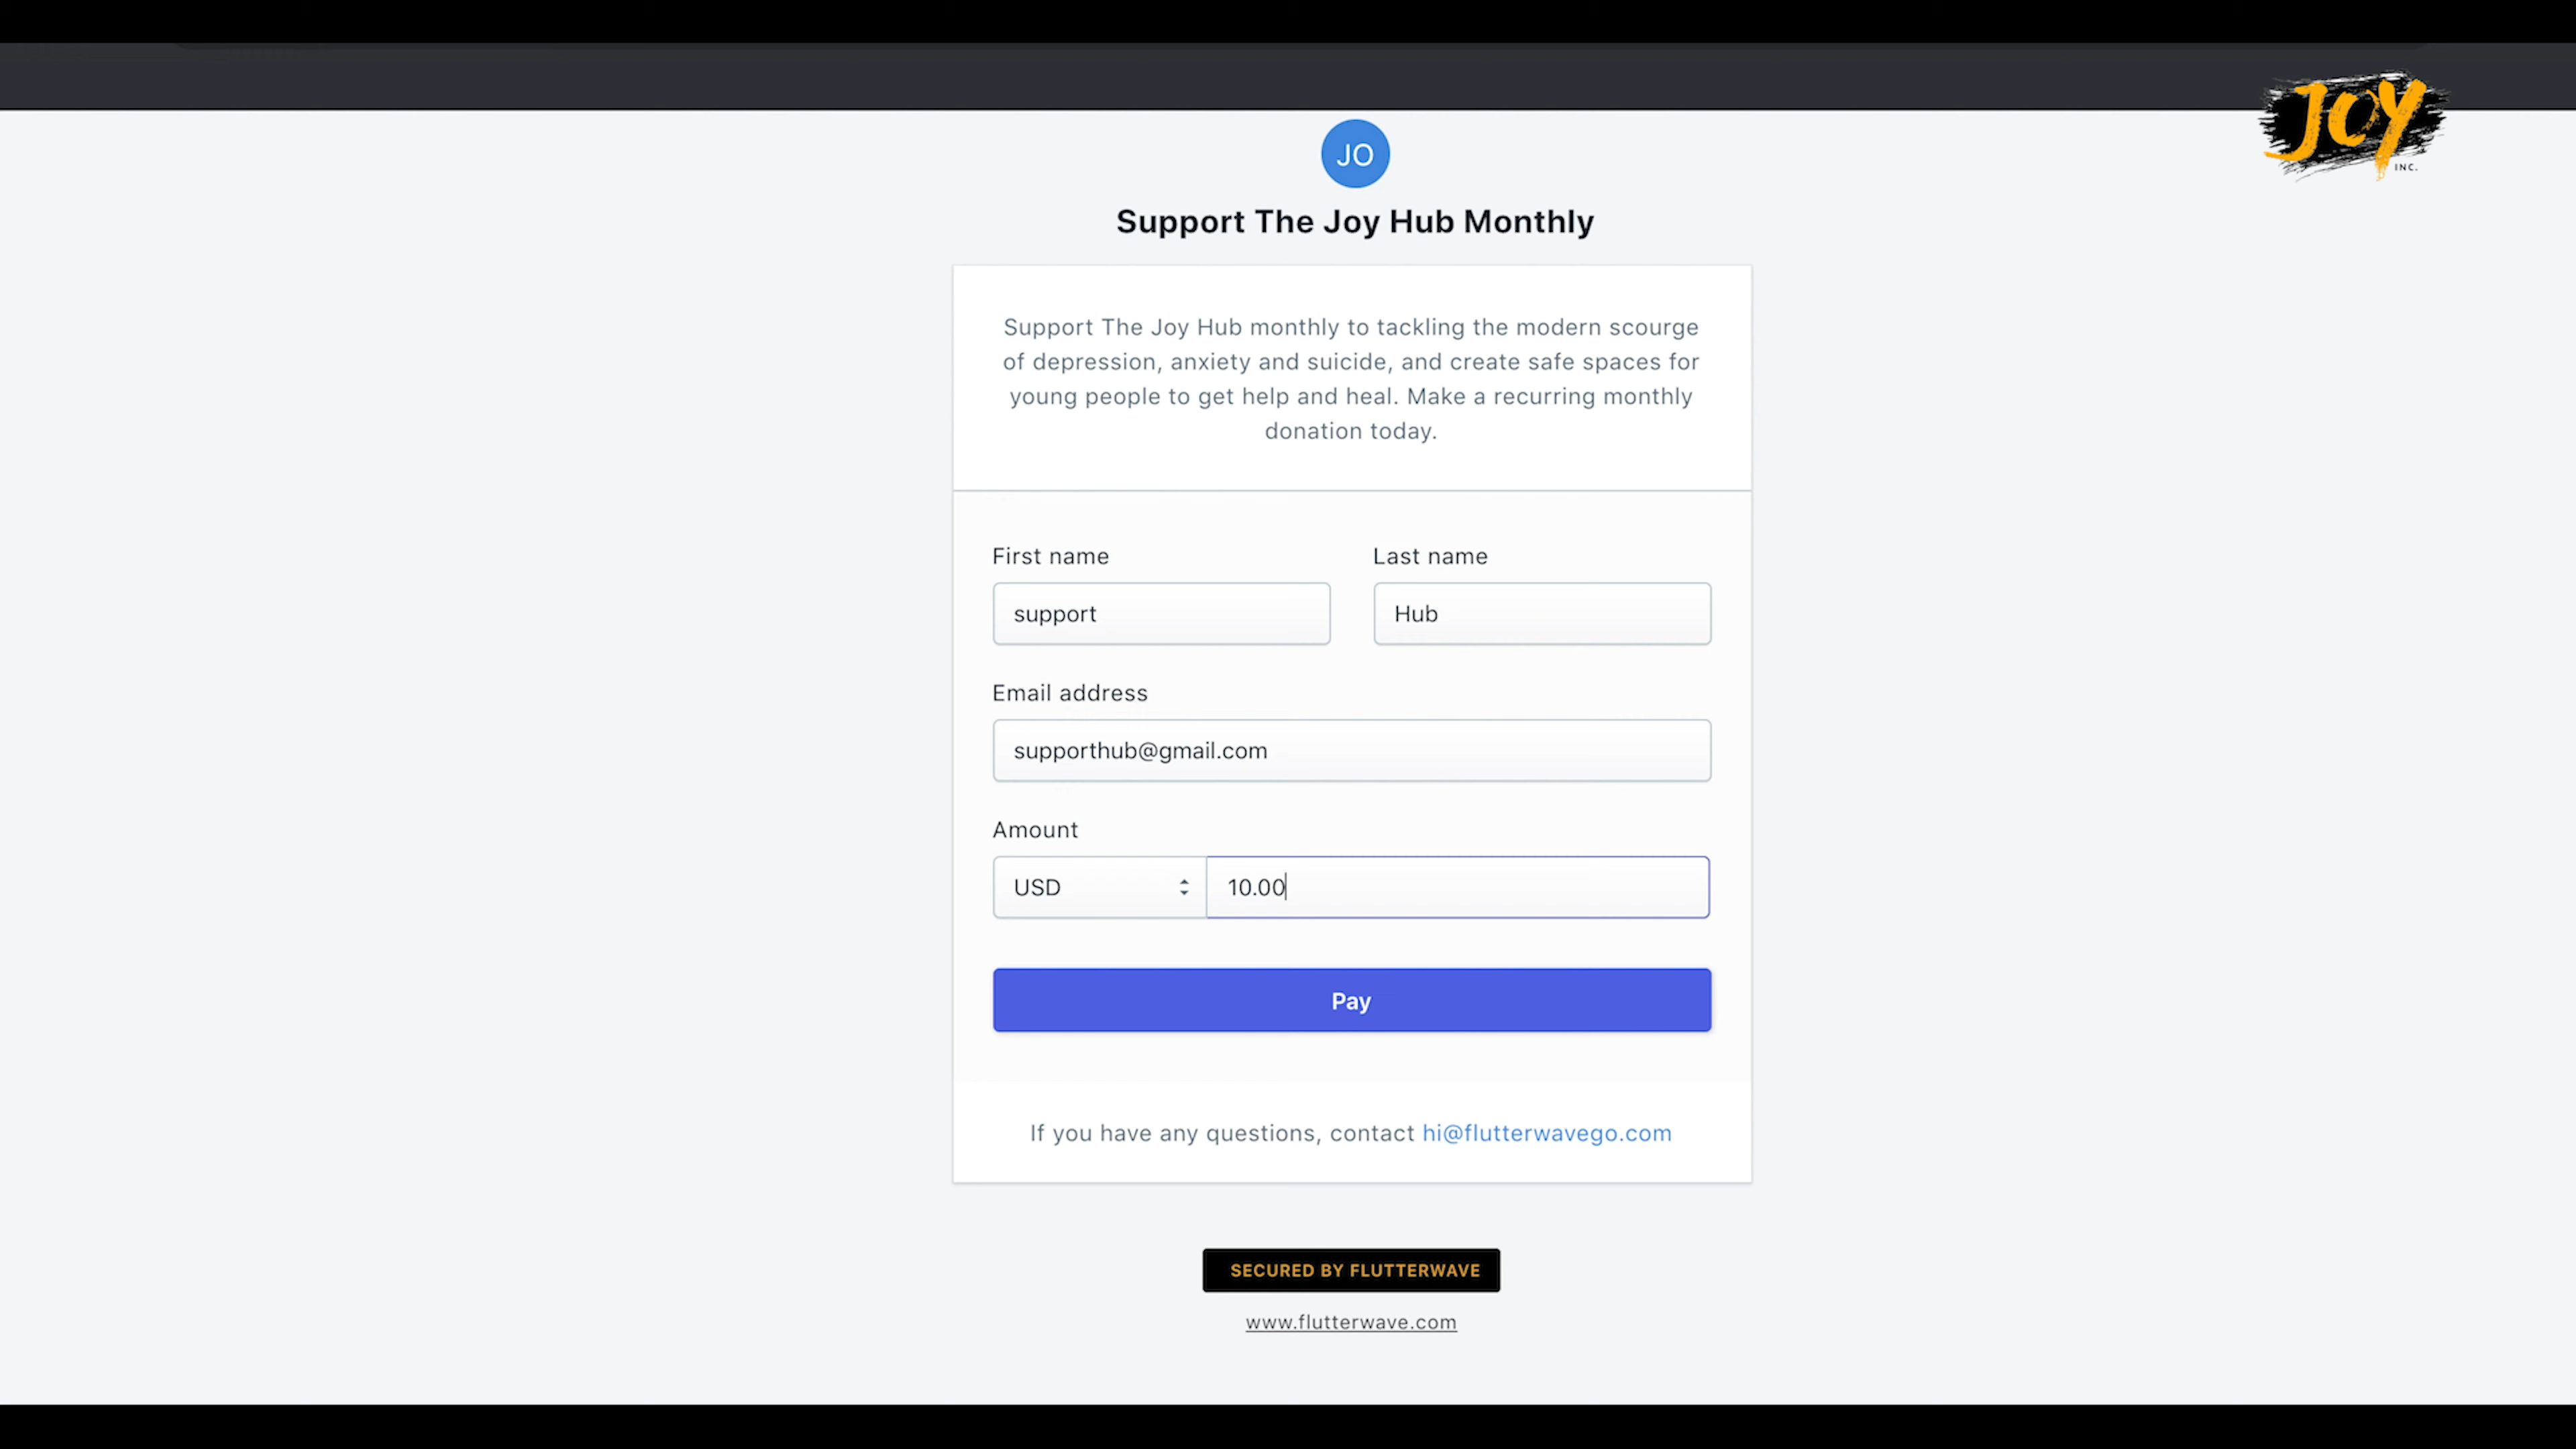 JOY
INC.
JO
Support The Joy Hub Monthly
Support The Joy Hub monthly to tackling the modern scourge
of depression, anxiety and suicide, and create safe spaces for
young people to get help and heal. Make a recurring monthly
donation today.
First name
Last name
support
Hub
Email address
supporthub@gmail.com
Amount
USD
10.00
Pay
If you have any questions, contact hi@flutterwavego.com
SECURED BY FLUTTERWAVE
www.flutterwave.com